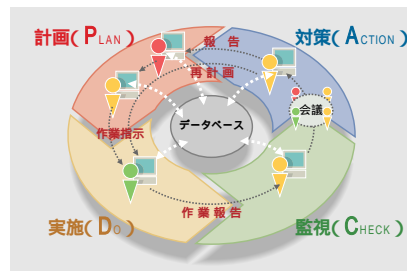 計画( PLAN )
対策( ACTION )
報 告
再 計 画
会議
作業指示
データベース
作 業 報 告
実施( DO )
監視( CHECK )